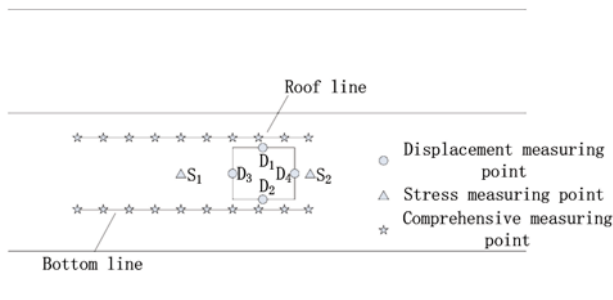 Roof line
D1
S1
D3
D4
S2
D2
Displacement measuring
point
Stress measuring point
Comprehensive measuring
point
Bottom line